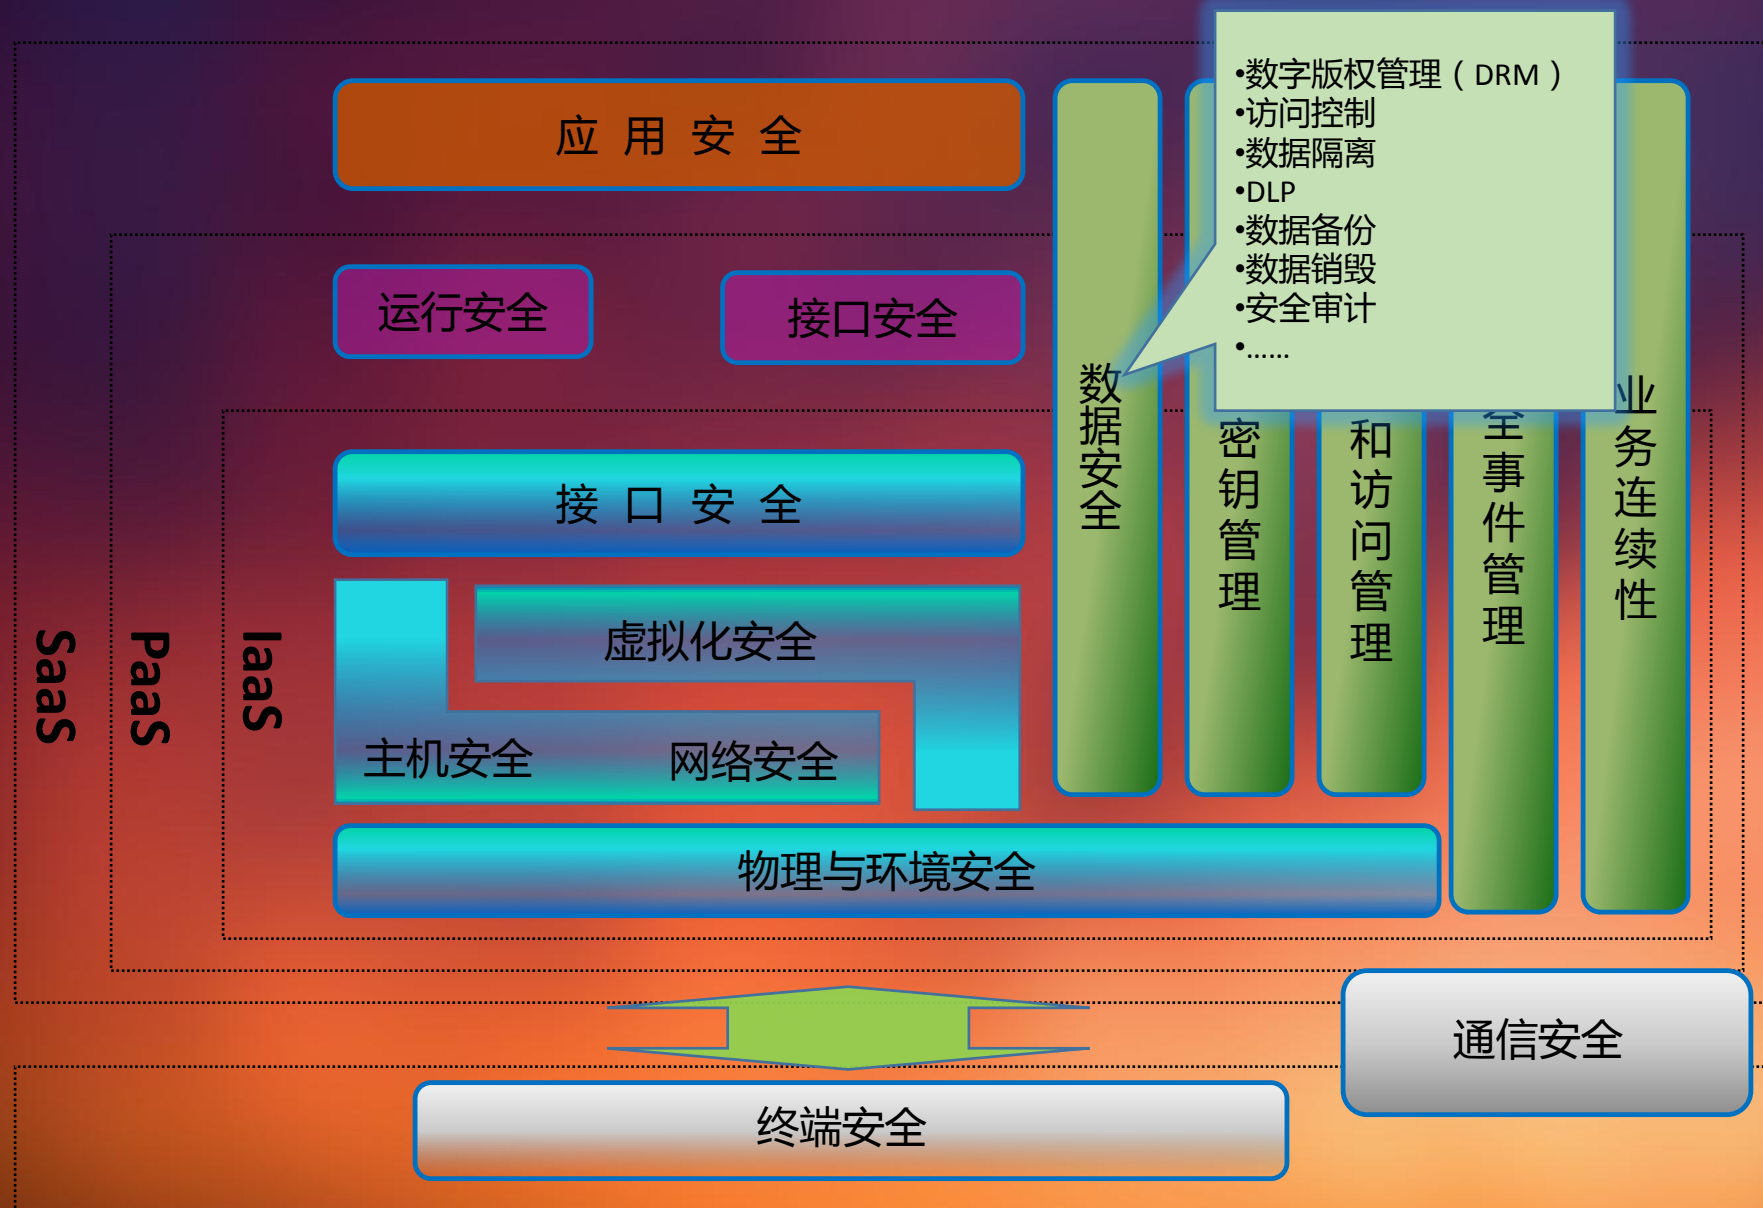 •数字版权管理（DRM）
•访问控制
•数据隔离
•DLP
•数据备份
•数据销毁
•安全审计
•......
应 用 安 全
运行安全
接口安全
接 口 安 全
虚拟化安全
主机安全
网络安全
物理与环境安全
数据安全
密钥管理
和访问管理
全事件管理
业务连续性
SaaS
PaaS
IaaS
通信安全
终端安全